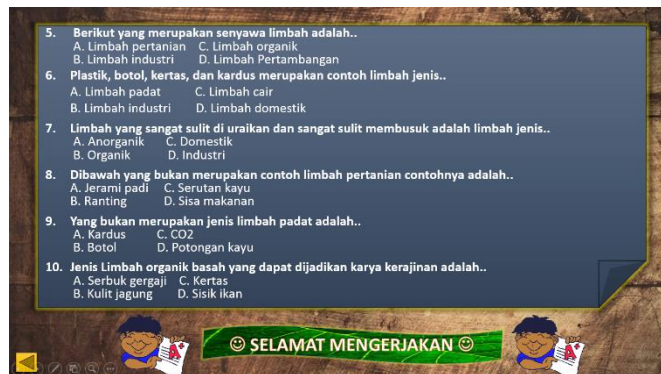 5. Berikut yang merupakan senyawa limbah adalah..
A. Limbah pertanian C. Limbah organik
B. Limbah industri D. Limbah Pertambangan
6. Plastik, botol, kertas, dan kardus merupakan contoh limbah jenis..
A. Limbah padat C. Limbah cair
B. Limbah industri D. Limbah domestik
7. Limbah yang sangat sulit di uraikan dan sangat sulit membusuk adalah limbah jenis..
A. Anorganik C. Domestik
B. Organik D. Industri
8. Dibawah yang bukan merupakan contoh limbah pertanian contohnya adalah..
A. Jerami padi C. Serutan kayu
B. Ranting D. Sisa makanan
9. Yang bukan merupakan jenis limbah padat adalah..
A. Kardus C. CO2
B. Botol D. Potongan kayu
10. Jenis Limbah organik basah yang dapat dijadikan karya kerajinan adalah..
A. Serbuk gergaji C. Kertas
B. Kulit jagung D. Sisik ikan
☺ SELAMAT MENGERJAKAN ☺
A+
A+